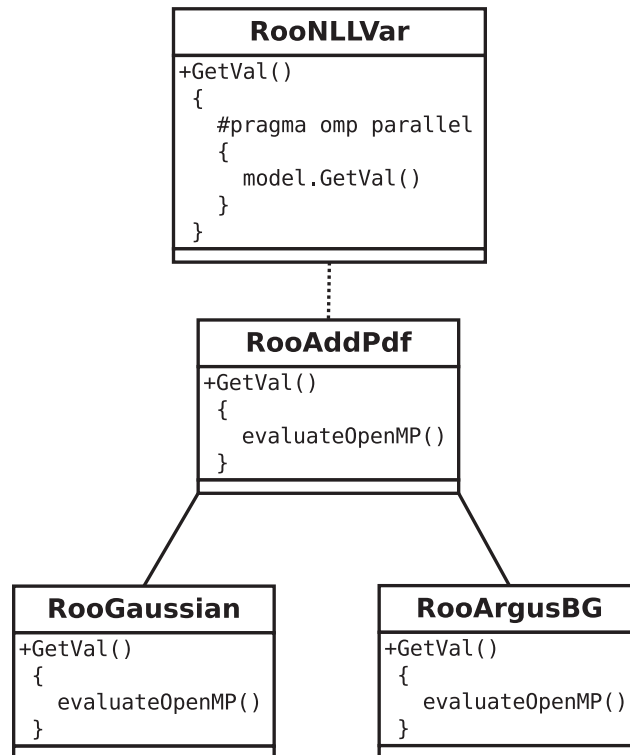 RooNLLVar
+GetVal()
{
#pragma omp parallel
{
model.GetVal()
}
}
RooAddPdf
+GetVal()
{
evaluateOpenMP()
}
RooGaussian
+GetVal()
{
evaluateOpenMP()
}
RooArgusBG
+GetVal()
{
evaluateOpenMP()
}